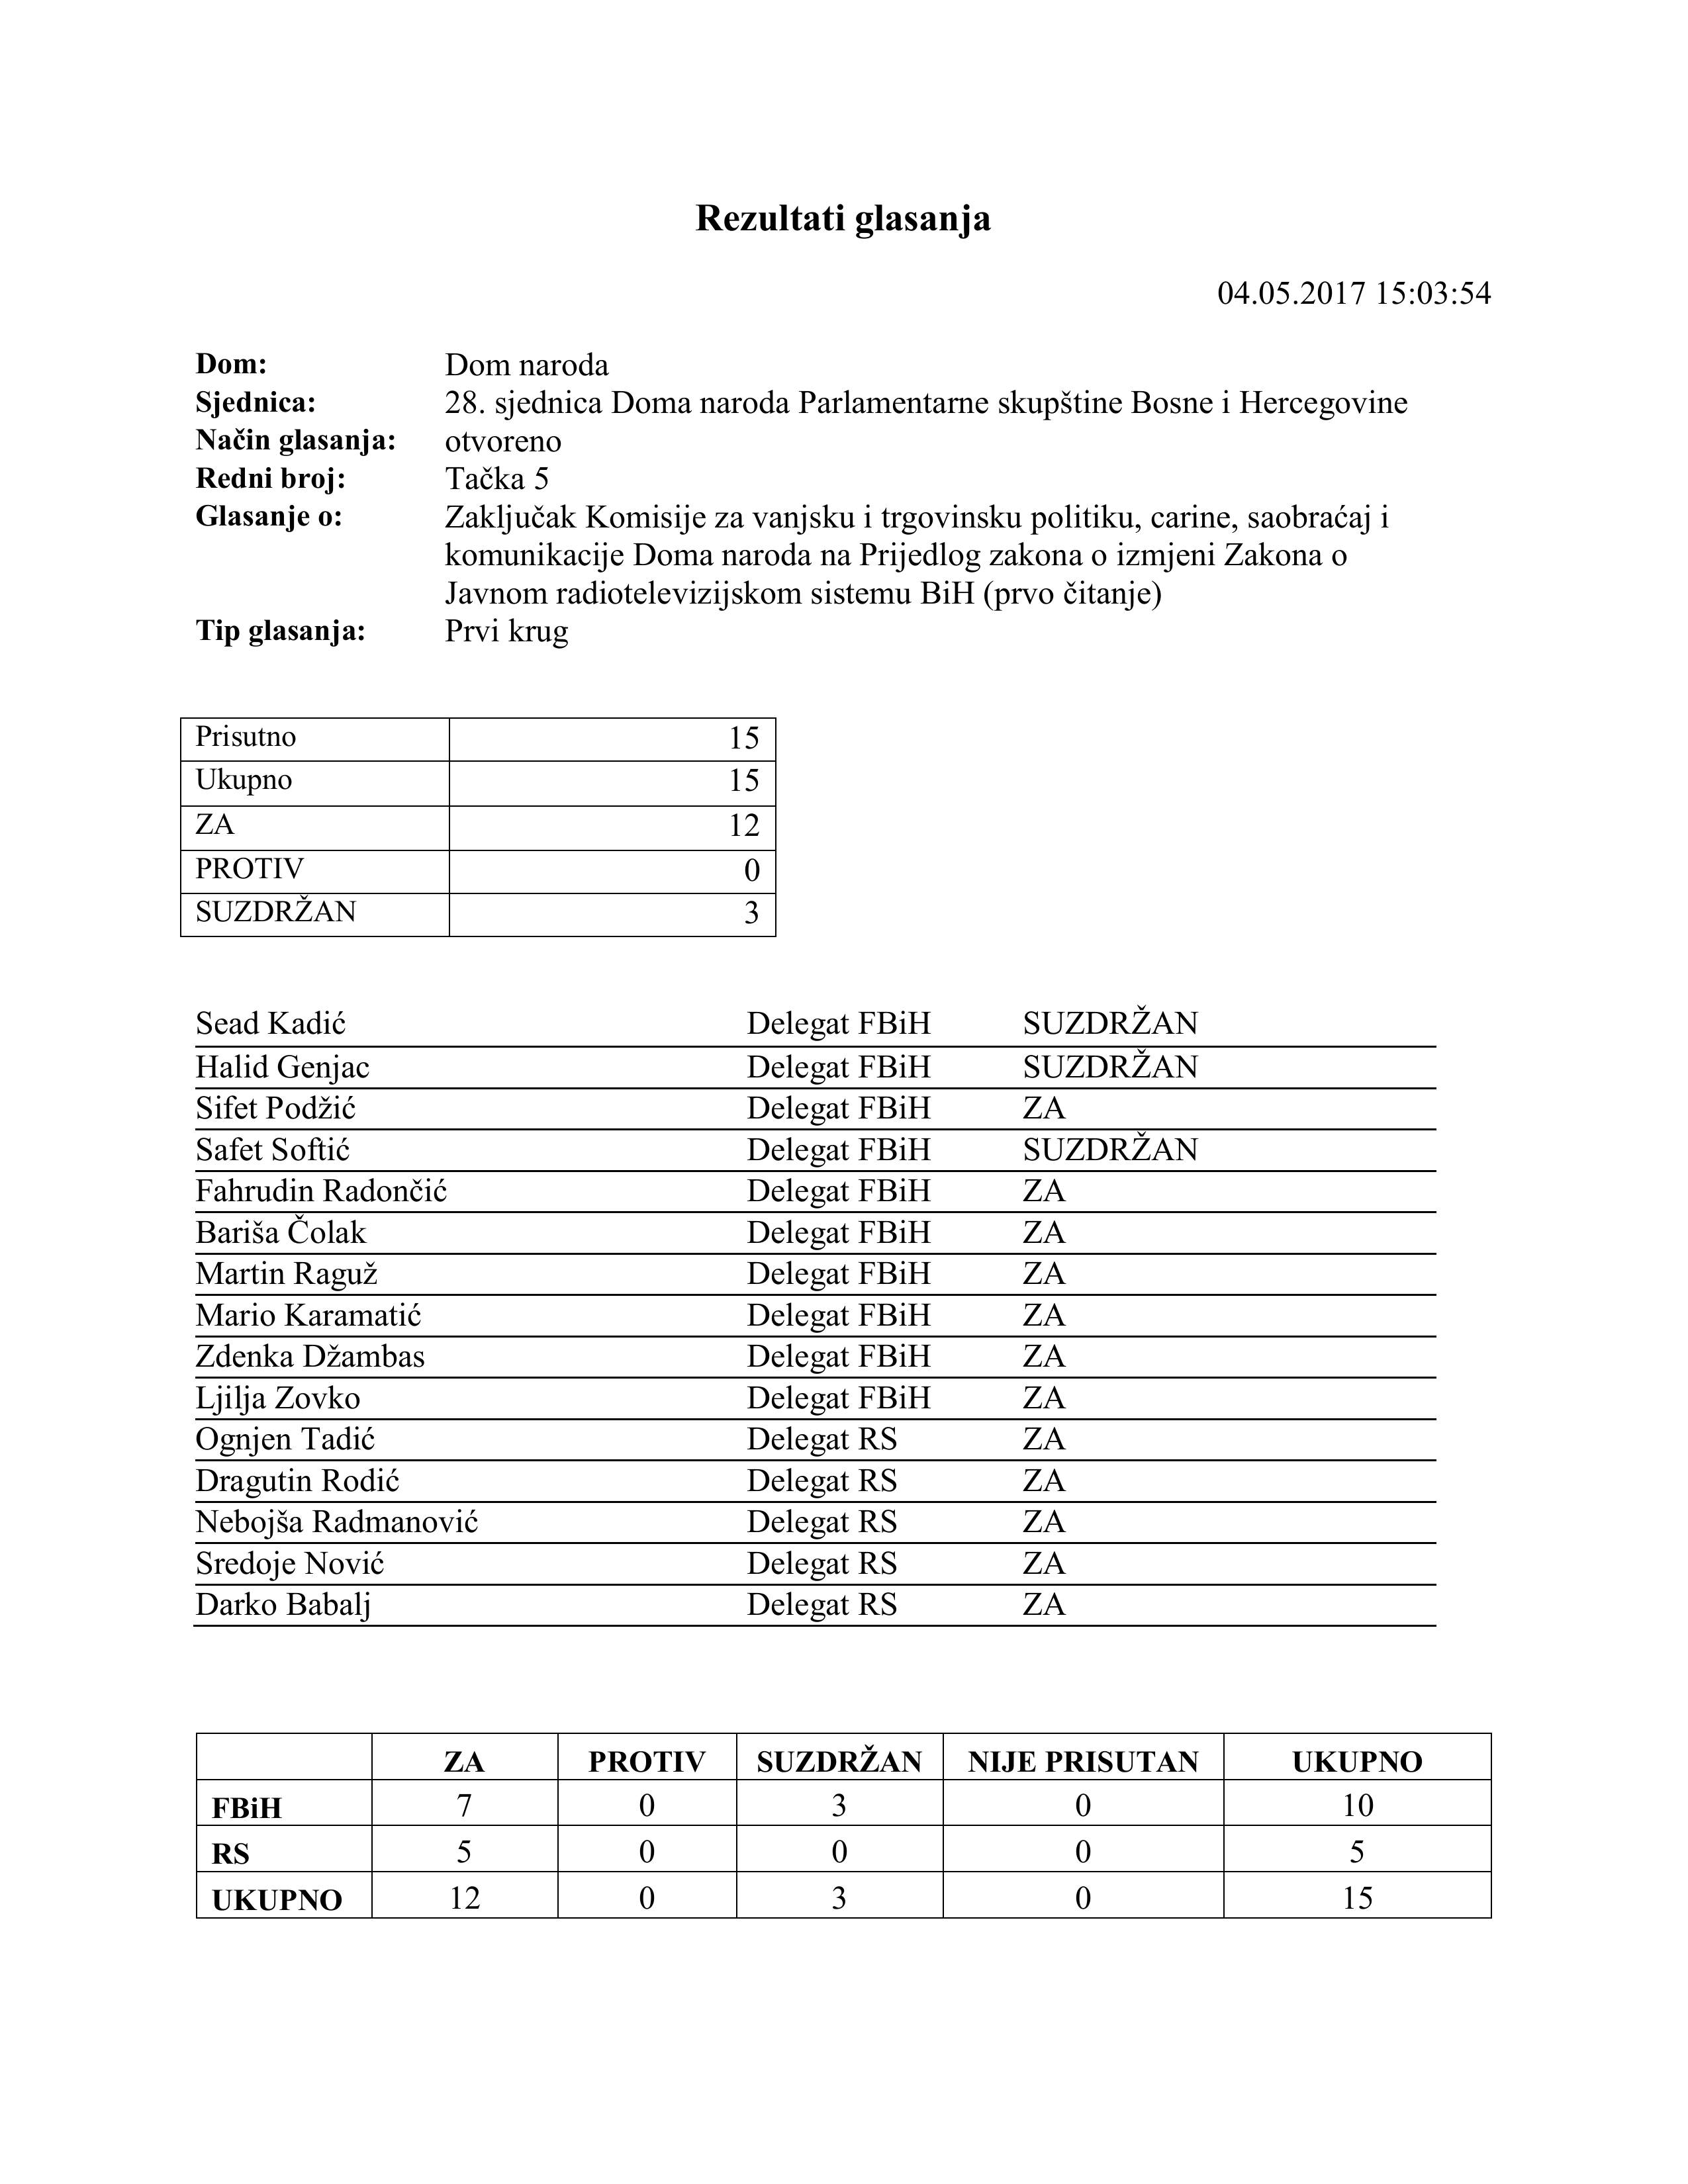 Rezultati glasanja
04.05.2017 15:03:54
Dom: Dom naroda
Sjednica: 28. sjednica Doma naroda Parlamentarne skupštine Bosne i Hercegovine
Način glasanja: otvoreno
Redni broj: Tačka 5
Glasanje o: Zaključak Komisije za vanjsku i trgovinsku politiku, carine, saobraćaj i
komunikacije Doma naroda na Prijedlog zakona o izmjeni Zakona o
Javnom radiotelevizijskom sistemu BiH (prvo čitanje)
Tip glasanja: Prvi krug
Prisutno 15
Ukupno 15
ZA 12
PROTIV 0
SUZDRŽAN 3
Sead Kadić Delegat FBiH SUZDRŽAN
Halid Genjac Delegat FBiH SUZDRŽAN
Sifet Podžić Delegat FBiH ZA
Safet Softić Delegat FBiH SUZDRŽAN
Fahrudin Radončić Delegat FBiH ZA
Bariša Čolak Delegat FBiH ZA
Martin Raguž Delegat FBiH ZA
Mario Karamatić Delegat FBiH ZA
Zdenka Džambas Delegat FBiH ZA
Ljilja Zovko Delegat FBiH ZA
Ognjen Tadić Delegat RS ZA
Dragutin Rodić Delegat RS ZA
Nebojša Radmanović Delegat RS ZA
Sredoje Nović Delegat RS ZA
Darko Babalj Delegat RS ZA
ZA PROTIV SUZDRŽAN NIJE PRISUTAN UKUPNO
FBiH 7 0 3 0 10
RS 5 0 0 0 5
UKUPNO 12 0 3 0 15